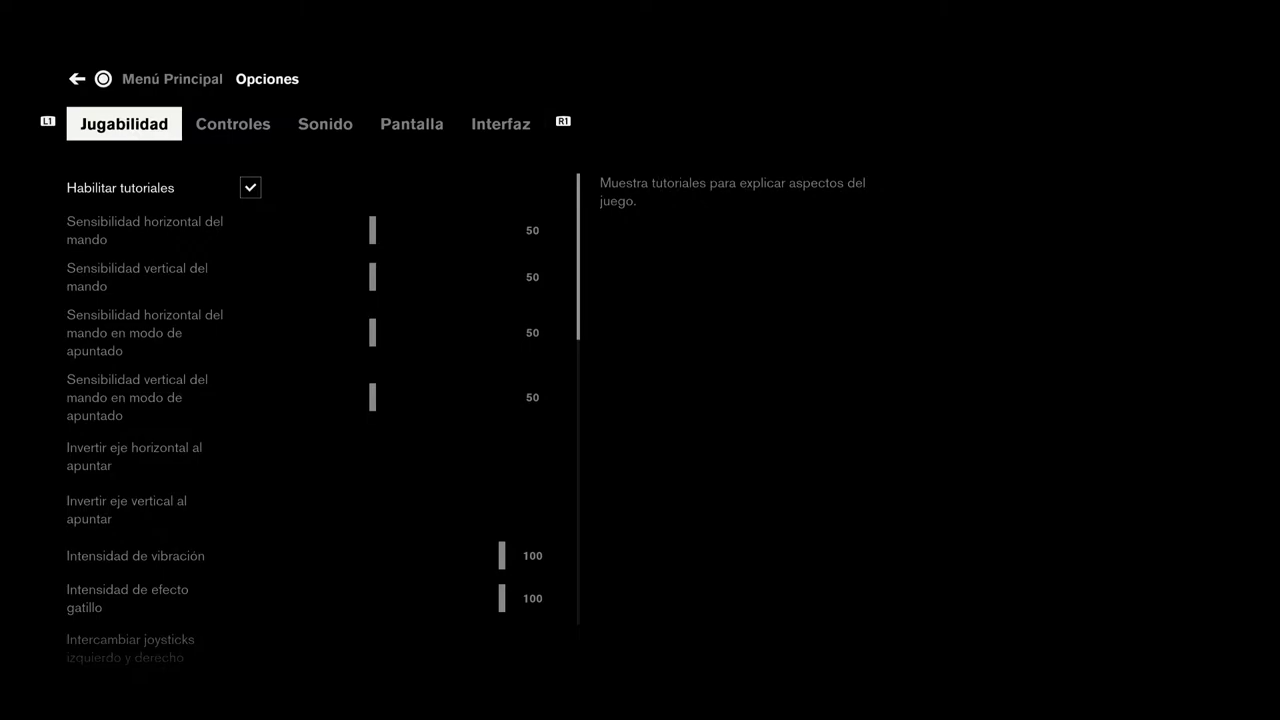 Menú Principal Opciones
L1 Jugabilidad Controles Sonido Pantalla Interfaz R1
Habilitar tutoriales
Muestra tutoriales para explicar aspectos del
juego.
Sensibilidad horizontal del
mando
50
Sensibilidad vertical del
mando
50
Sensibilidad horizontal del
mando en modo de
apuntado
50
Sensibilidad vertical del
mando en modo de
apuntado
50
Invertir eje horizontal al
apuntar
Invertir eje vertical al
apuntar
Intensidad de vibración
100
Intensidad de efecto
gatillo
100
Intercambiar joysticks
izquierdo y derecho